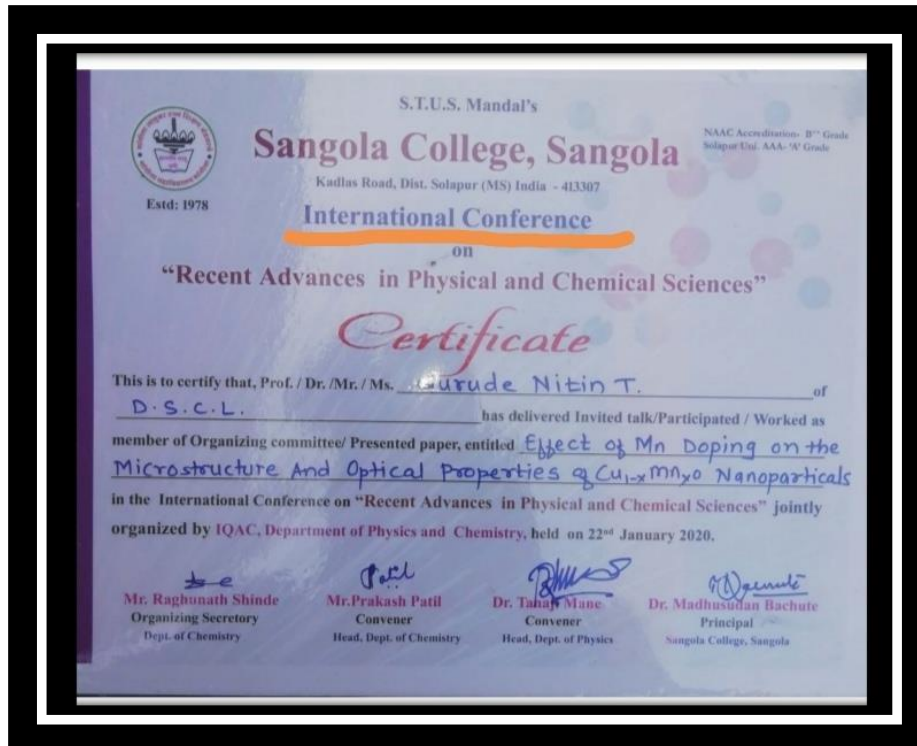 S.T.U.S. Mandal's
Sangola College, Sangola
NAAC Accreditation- B++ Grade
Solapur Uni. AAA- 'A' Grade
Kadlas Road, Dist. Solapur (MS) India - 413307
Estd: 1978
International Conference
on
“Recent Advances in Physical and Chemical Sciences”
Certificate
This is to certify that, Prof. / Dr. /Mr. / Ms. Gurude Nitin T. of
D.S.C.L. has delivered Invited talk/Participated / Worked as
member of Organizing committee/ Presented paper, entitled Effect of Mn Doping on the
Microstructure And Optical Properties of Cu1-xMnxO Nanoparticals
in the International Conference on “Recent Advances in Physical and Chemical Sciences” jointly
organized by IQAC, Department of Physics and Chemistry, held on 22nd January 2020.
Mr. Raghunath Shinde
Organizing Secretory
Dept. of Chemistry
Patil
Mr.Prakash Patil
Convener
Head, Dept. of Chemistry
Dr. Tanaji Mane
Convener
Head, Dept. of Physics
Dr. Madhusudan Bachute
Principal
Sangola College, Sangola